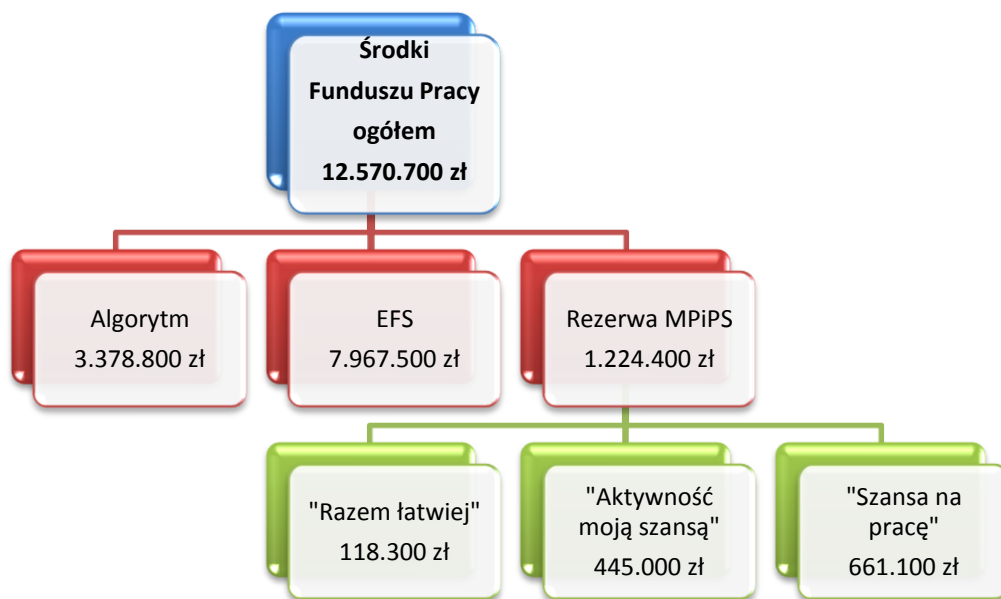 Środki
Funduszu Pracy
ogółem
12.570.700 zł
Algorytm
3.378.800 zł
EFS
7.967.500 zł
Rezerwa MPiPS
1.224.400 zł
"Razem łatwiej"
118.300 zł
"Aktywność
moją szansą"
445.000 zł
"Szansa na
pracę"
661.100 zł